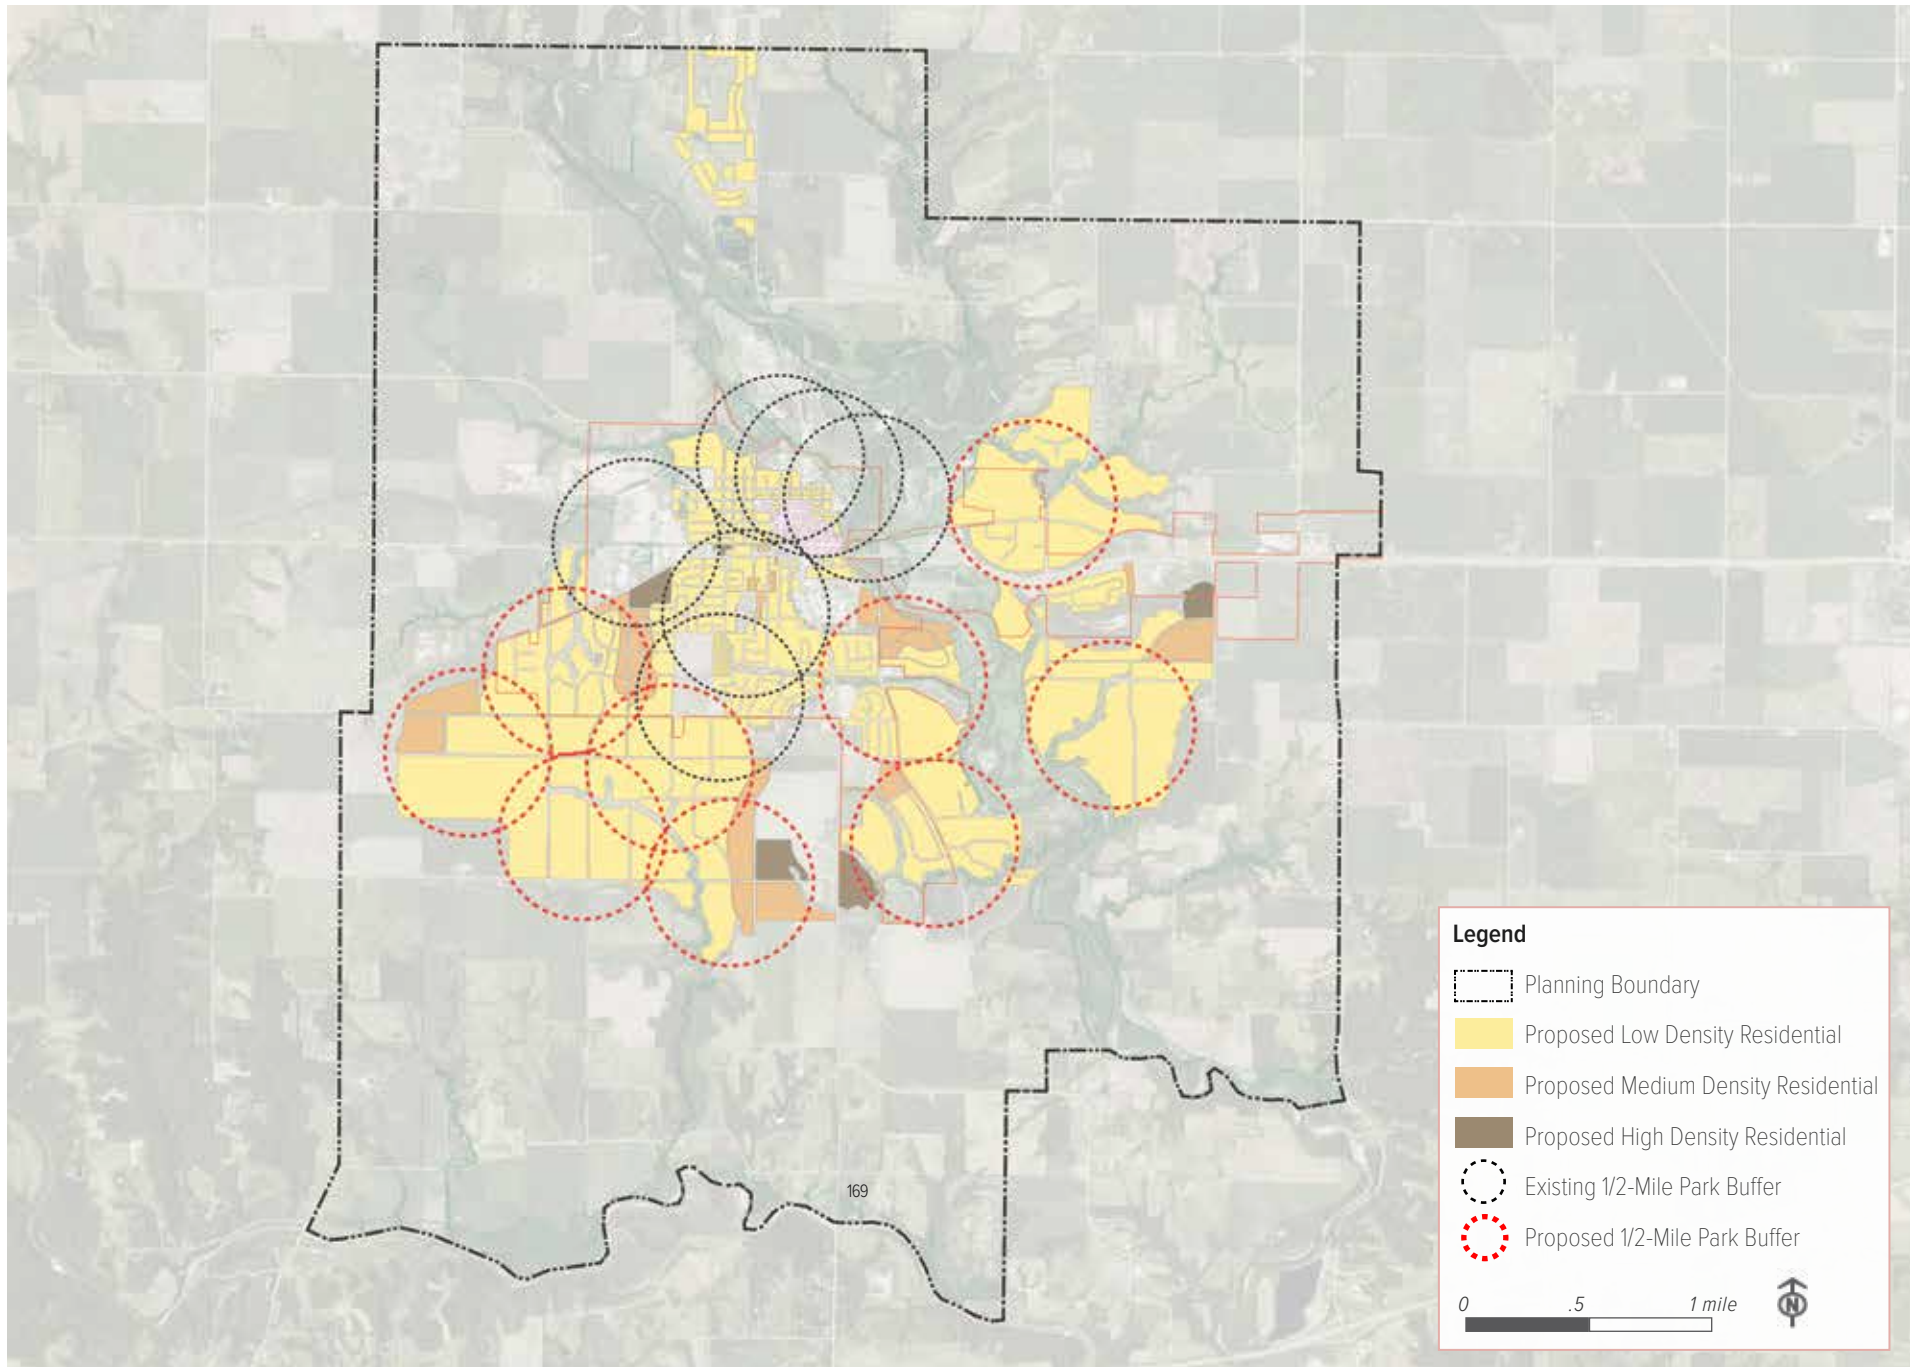 169
Legend
Planning Boundary
Proposed Low Density Residential
Proposed Medium Density Residential
Proposed High Density Residential
Existing 1/2-Mile Park Buffer
Proposed 1/2-Mile Park Buffer
0 .5 1 mile
N